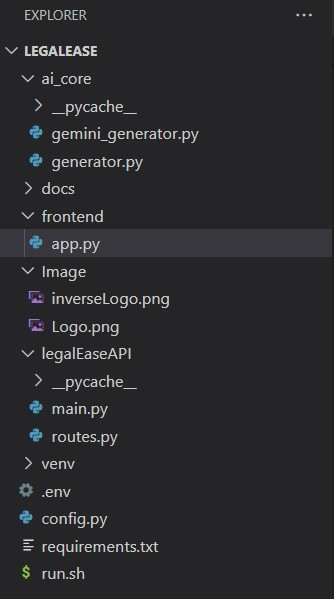 EXPLORER ...
LEGALEASE
ai_core
__pycache__
gemini_generator.py
generator.py
docs
frontend
app.py
Image
inverseLogo.png
Logo.png
legalEaseAPI
__pycache__
main.py
routes.py
venv
.env
config.py
requirements.txt
run.sh